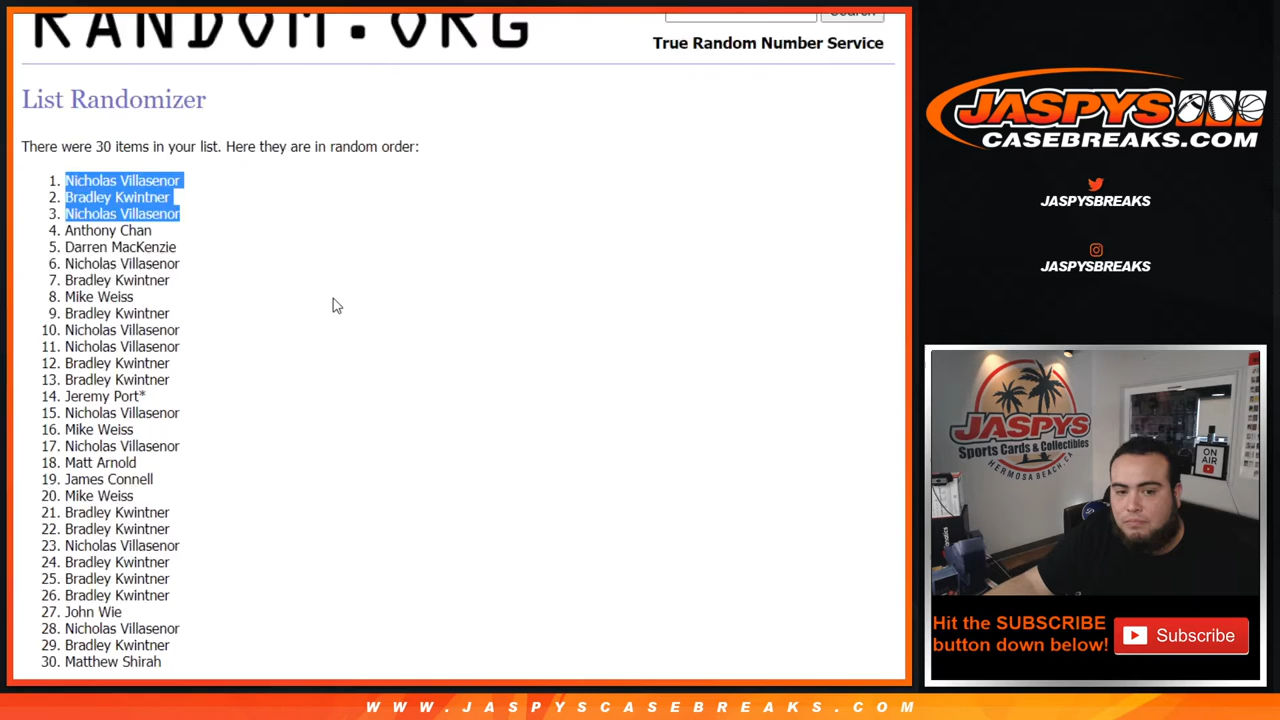 RANDOM.ORG
Search
True Random Number Service
List Randomizer
There were 30 items in your list. Here they are in random order:
1. Nicholas Villasenor
2. Bradley Kwintner
3. Nicholas Villasenor
4. Anthony Chan
5. Darren MacKenzie
6. Nicholas Villasenor
7. Bradley Kwintner
8. Mike Weiss
9. Bradley Kwintner
10. Nicholas Villasenor
11. Nicholas Villasenor
12. Bradley Kwintner
13. Bradley Kwintner
14. Jeremy Port*
15. Nicholas Villasenor
16. Mike Weiss
17. Nicholas Villasenor
18. Matt Arnold
19. James Connell
20. Mike Weiss
21. Bradley Kwintner
22. Bradley Kwintner
23. Nicholas Villasenor
24. Bradley Kwintner
25. Bradley Kwintner
26. Bradley Kwintner
27. John Wie
28. Nicholas Villasenor
29. Bradley Kwintner
30. Matthew Shirah
JASPYS
CASEBREAKS.COM
JASPYSBREAKS
JASPYSBREAKS
JASPYS
Sports Cards & Collectibles
HERMOSA BEACH, CA
ON AIR
Hit the SUBSCRIBE
button down below!
Subscribe
WWW.JASPYSCASEBREAKS.COM